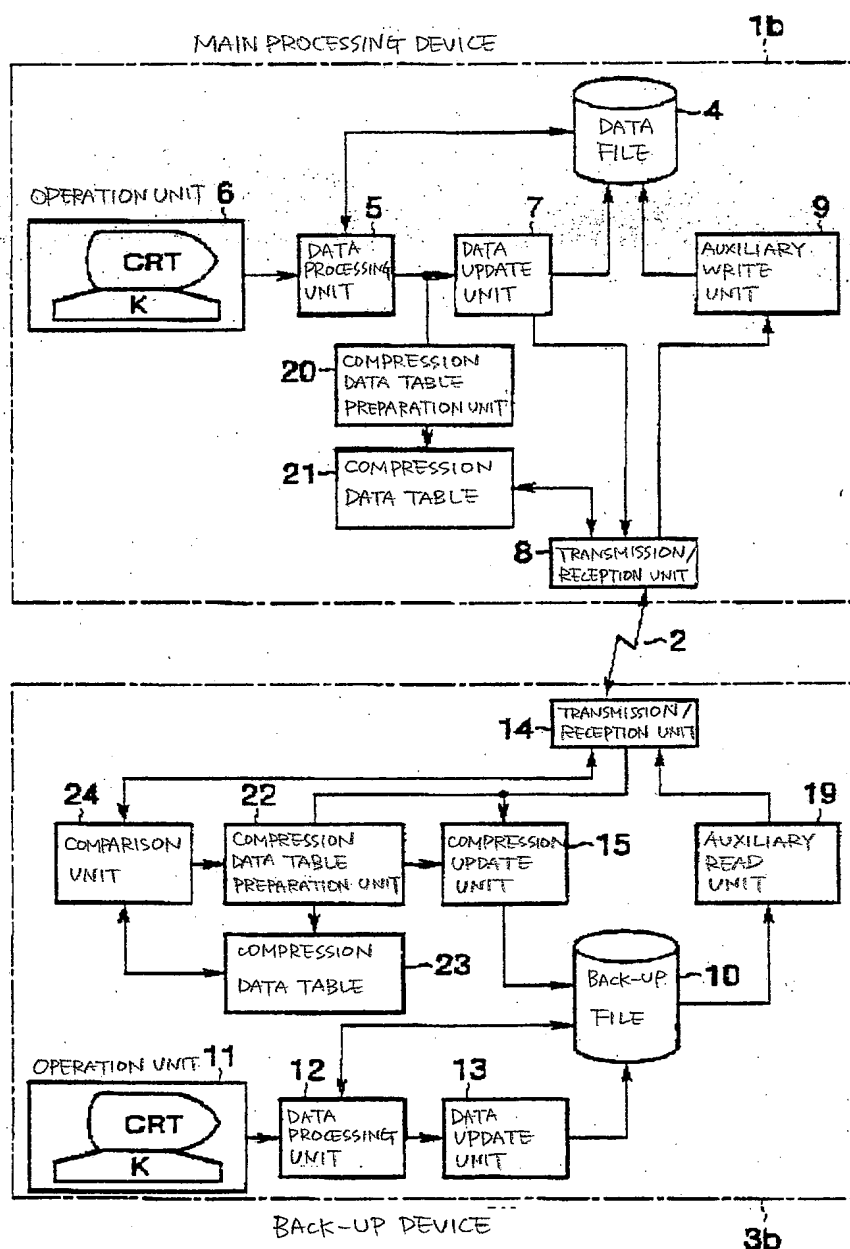 MAIN PROCESSING DEVICE
1b
DATA
FILE
4
OPERATION UNIT 6
CRT
K
5
DATA
PROCESSING
UNIT
7
DATA
UPDATE
UNIT
9
AUXILIARY
WRITE
UNIT
20
COMPRESSION
DATA TABLE
PREPARATION UNIT
21
COMPRESSION
DATA TABLE
8
TRANSMISSION/
RECEPTION UNIT
2
14
TRANSMISSION/
RECEPTION UNIT
24
COMPARISON
UNIT
22
COMPRESSION
DATA TABLE
PREPARATION UNIT
COMPRESSION
UPDATE
UNIT
15
19
AUXILIARY
READ
UNIT
COMPRESSION
DATA TABLE
23
BACK-UP
FILE
10
OPERATION UNIT 11
CRT
K
12
DATA
PROCESSING
UNIT
13
DATA
UPDATE
UNIT
BACK-UP DEVICE
3b